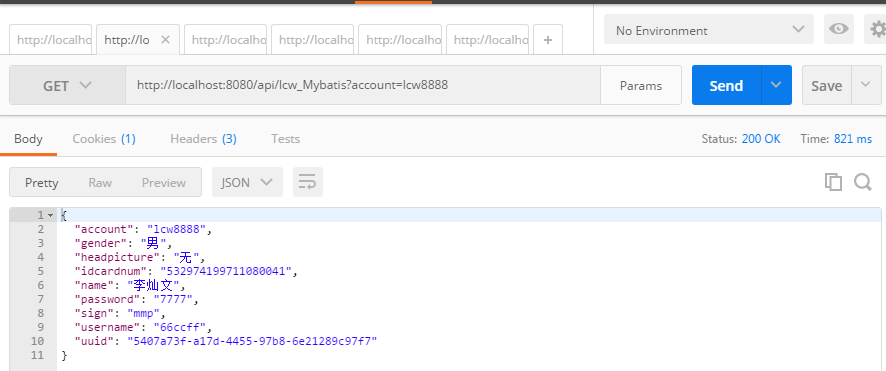 http://localho http://lo × http://localho http://localho http://localho http://localho + No Environment
GET http://localhost:8080/api/lcw_Mybatis?account=lcw8888 Params Send Save
Body Cookies (1) Headers (3) Tests Status: 200 OK Time: 821 ms
Pretty Raw Preview JSON
1 {
2 "account": "lcw8888",
3 "gender": "男",
4 "headpicture": "无",
5 "idcardnum": "532974199711080041",
6 "name": "李灿文",
7 "password": "7777",
8 "sign": "mmp",
9 "username": "66ccff",
10 "uuid": "5407a73f-a17d-4455-97b8-6e21289c97f7"
11 }